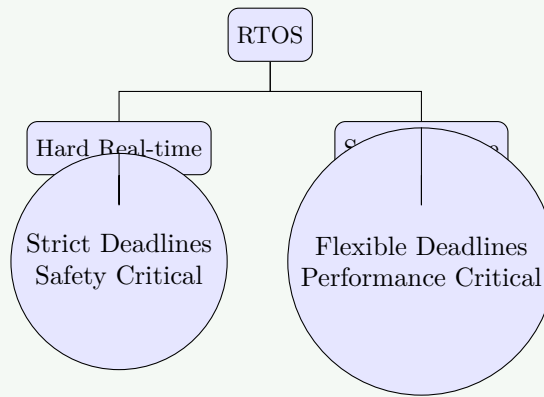 RTOS
Hard Real-time
Strict Deadlines
Safety Critical
Flexible Deadlines
Performance Critical